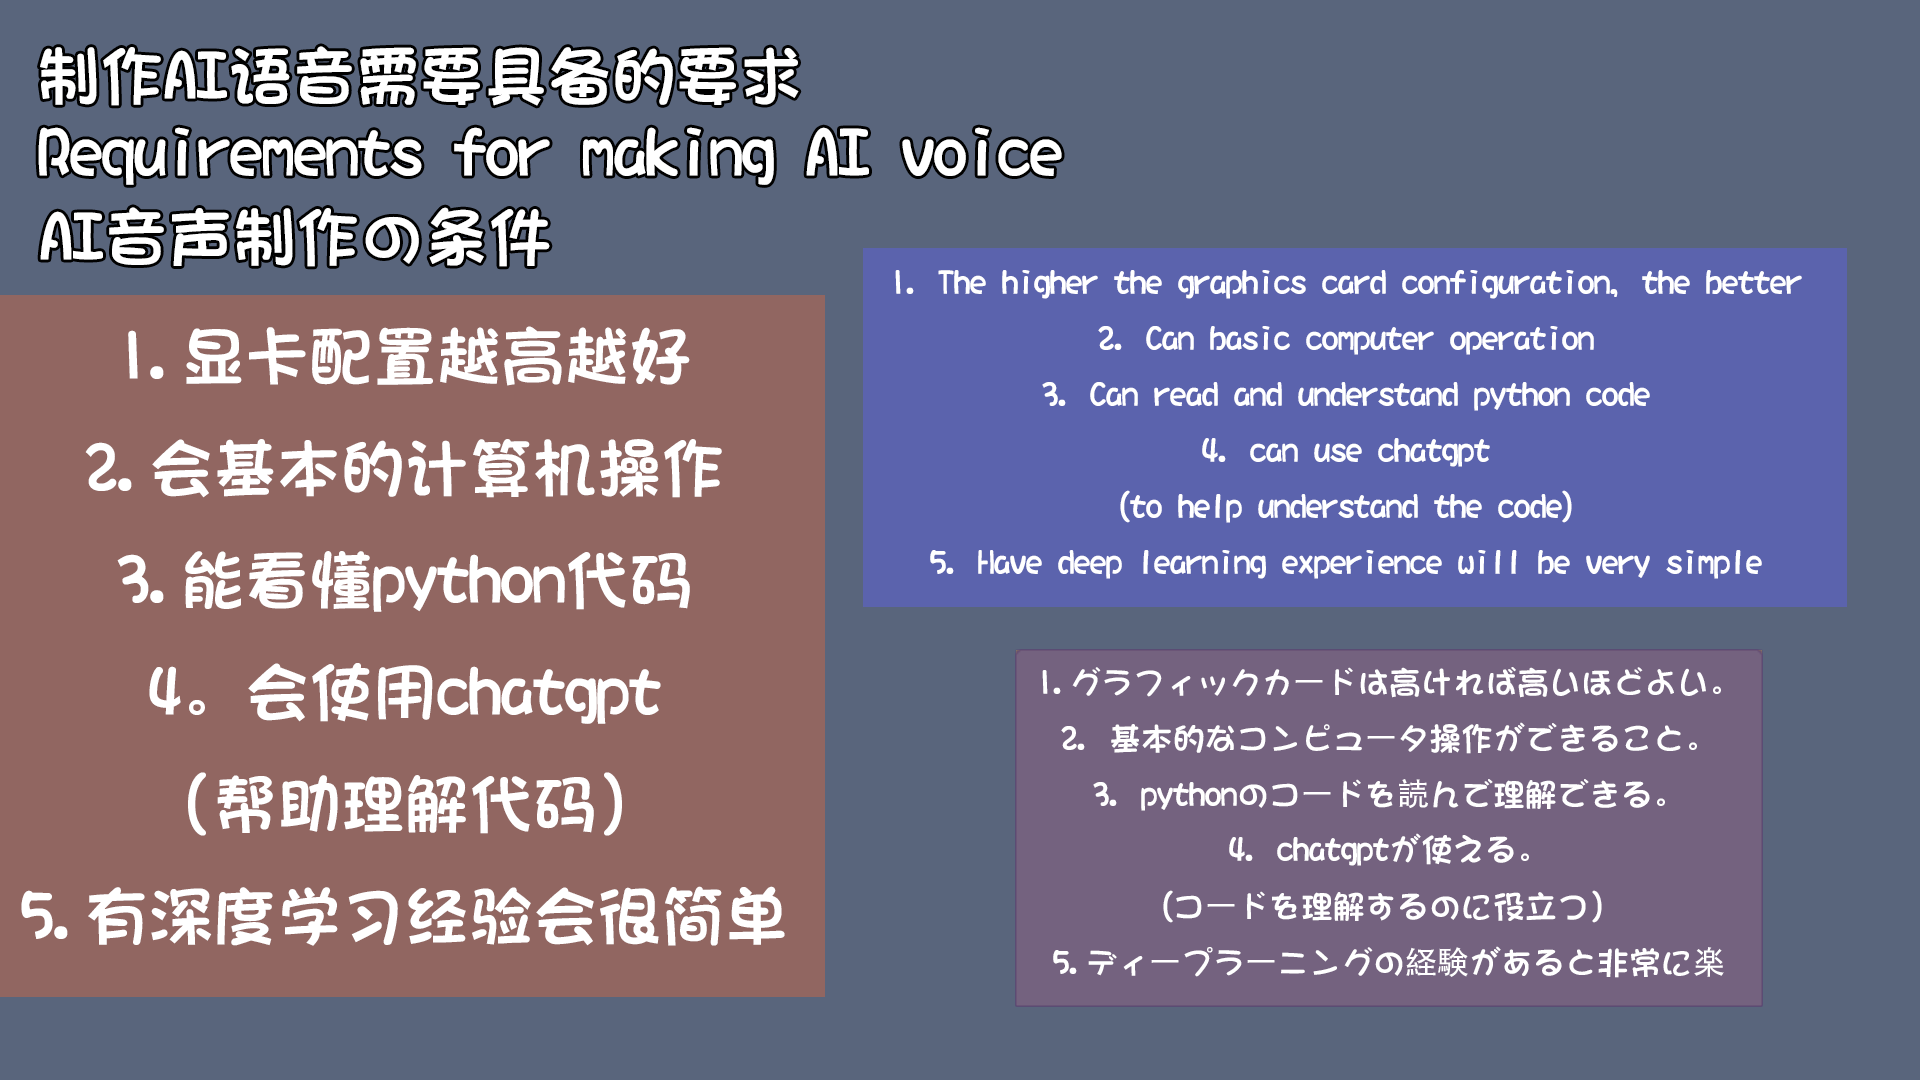 制作AI语音需要具备的要求
Requirements for making AI voice
AI音声制作の条件
1.显卡配置越高越好
2.会基本的计算机操作
3.能看懂python代码
4。会使用chatgpt
(帮助理解代码)
5.有深度学习经验会很简单
1. The higher the graphics card configuration, the better
2. Can basic computer operation
3. Can read and understand python code
4. can use chatgpt
(to help understand the code)
5. Have deep learning experience will be very simple
1.グラフィックカードは高ければ高いほどよい。
2. 基本的なコンピュータ操作ができること。
3. pythonのコードを読んで理解できる。
4. chatgptが使える。
(コードを理解するのに役立つ)
5.ディープラーニングの経験があると非常に楽